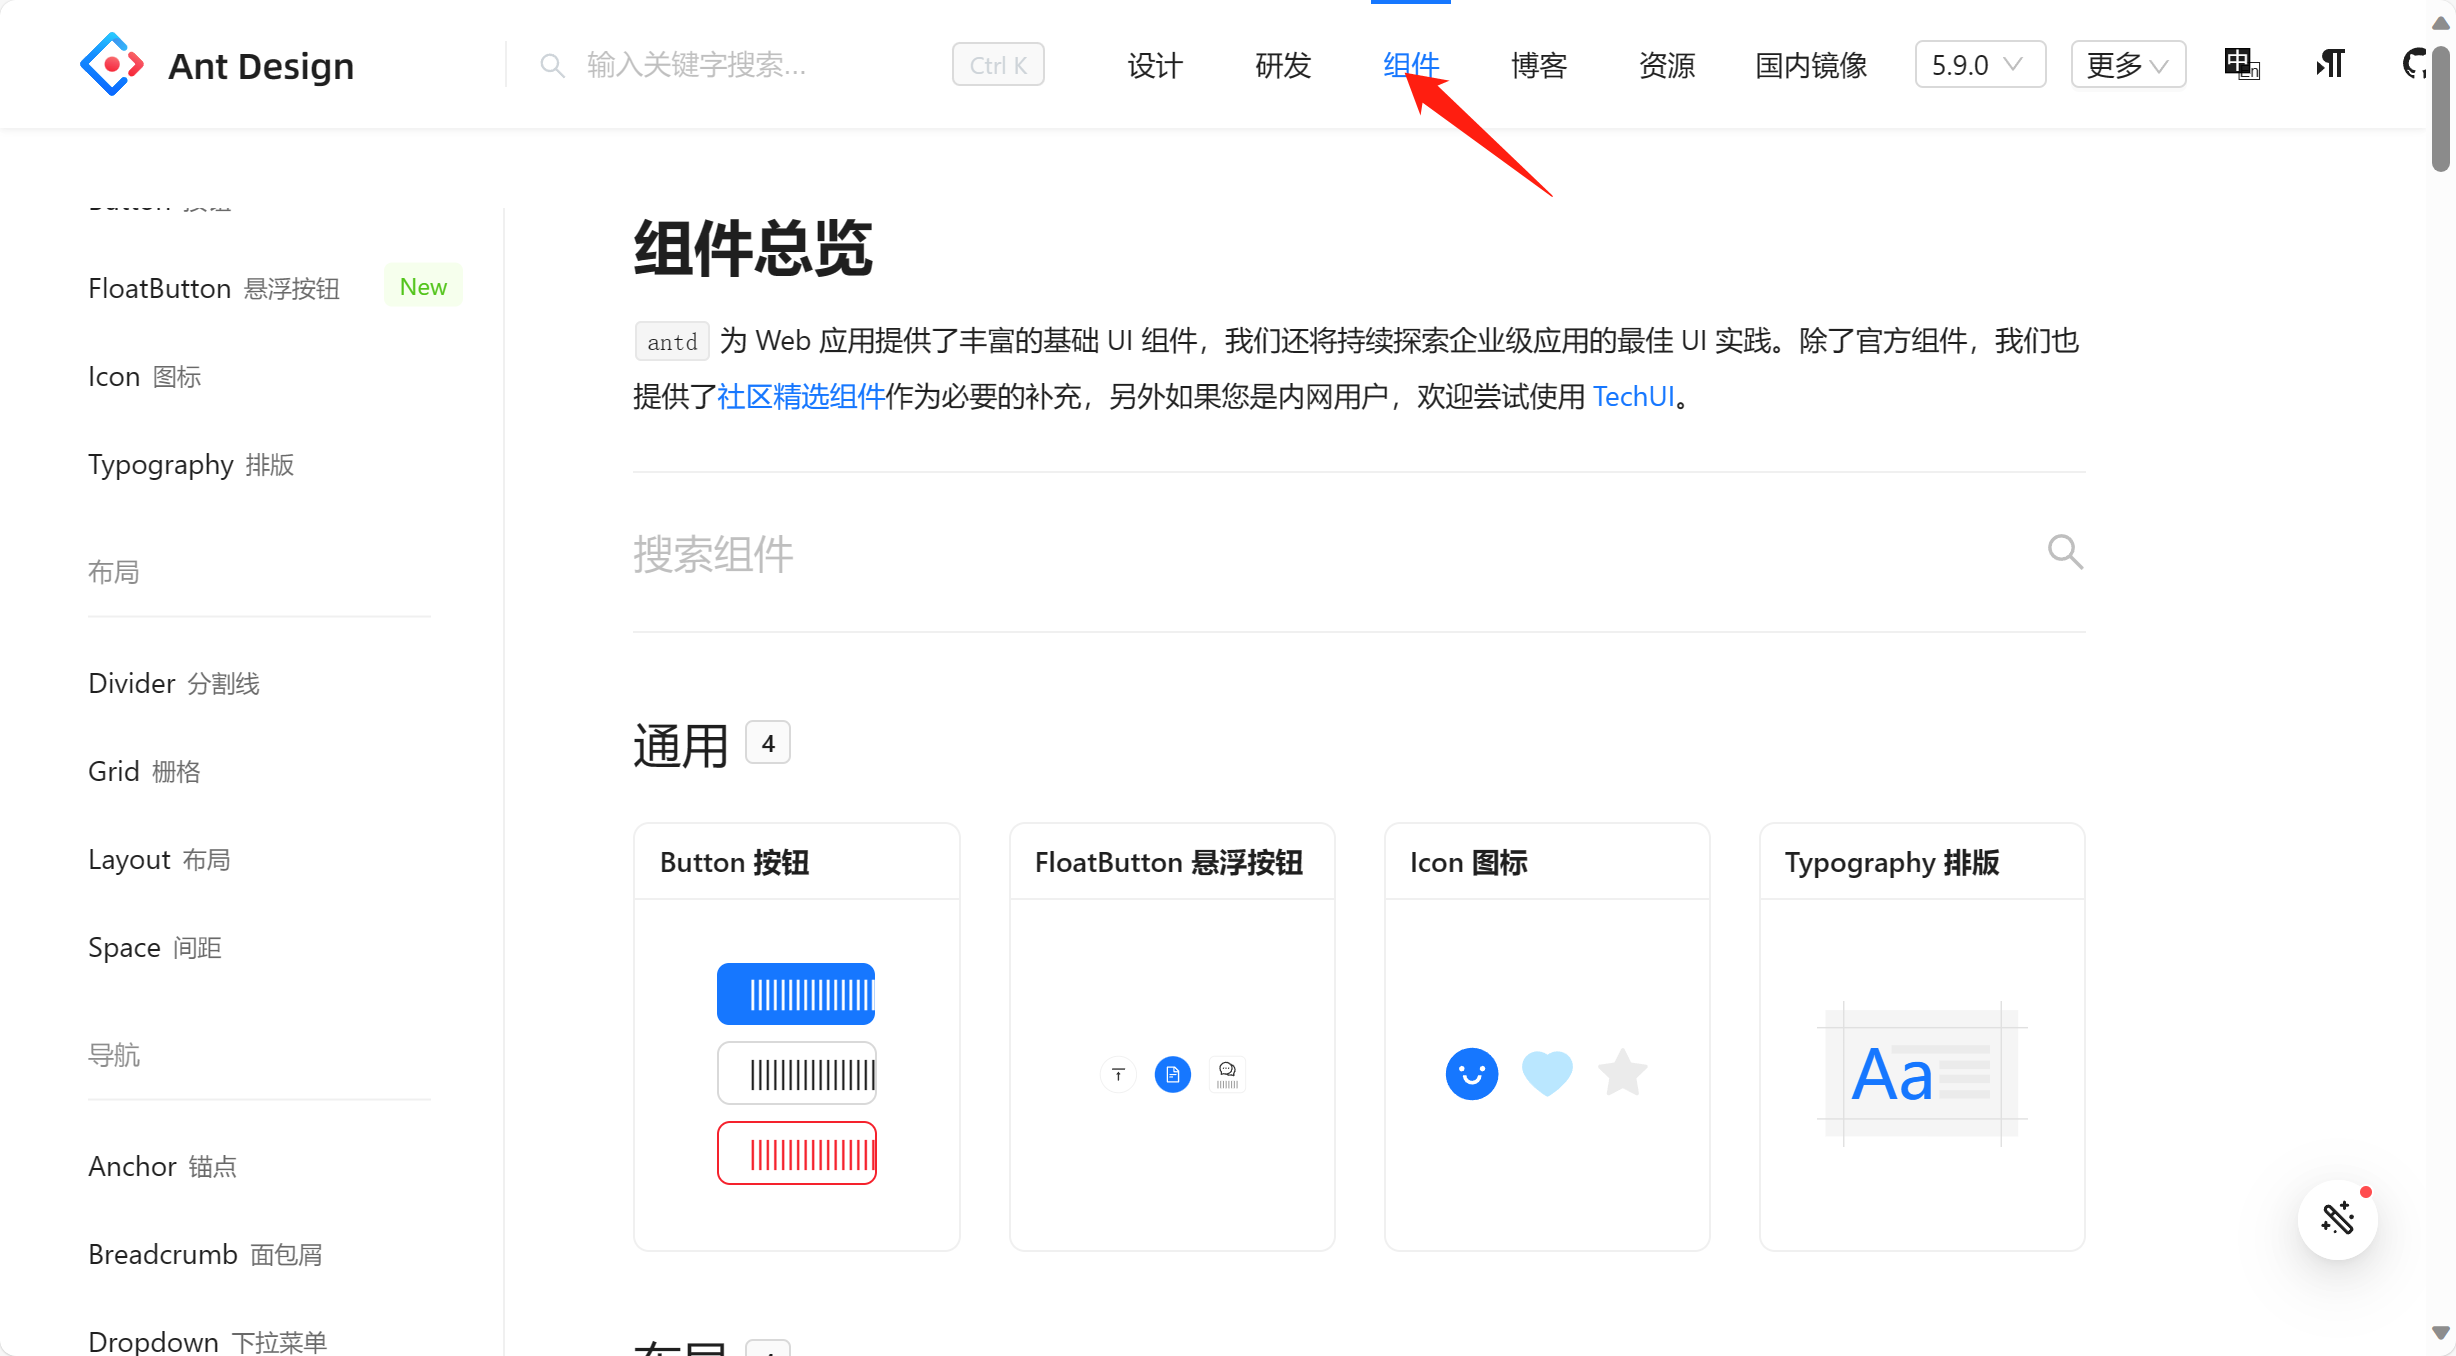 Ant Design
输入关键字搜索...
Ctrl K
设计
研发
组件
博客
资源
国内镜像
5.9.0
更多
中
En
Button 按钮
FloatButton 悬浮按钮
New
Icon 图标
Typography 排版
布局
Divider 分割线
Grid 栅格
Layout 布局
Space 间距
导航
Anchor 锚点
Breadcrumb 面包屑
Dropdown 下拉菜单
组件总览
antd 为 Web 应用提供了丰富的基础 UI 组件，我们还将持续探索企业级应用的最佳 UI 实践。除了官方组件，我们也
提供了社区精选组件作为必要的补充，另外如果您是内网用户，欢迎尝试使用 TechUI。
搜索组件
通用 4
Button 按钮
FloatButton 悬浮按钮
Icon 图标
Typography 排版
Aa
布局 4